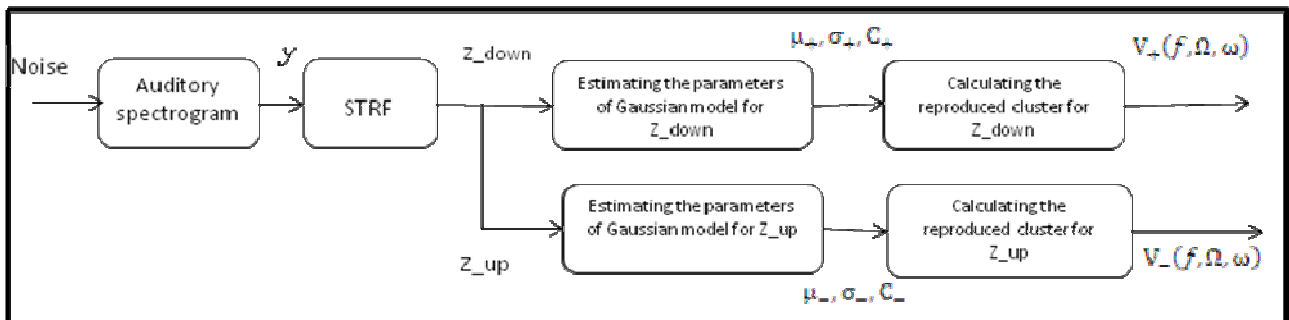 Noise
Auditory
spectrogram
y
STRF
Z_down
Estimating the parameters
of Gaussian model for
Z_down
μ₊, σ₊, C₊
Calculating the
reproduced cluster for
Z_down
V₊(f,Ω,ω)
Z_up
Estimating the parameters
of Gaussian model for Z_up
μ₋, σ₋, C₋
Calculating the
reproduced cluster for
Z_up
V₋(f,Ω,ω)